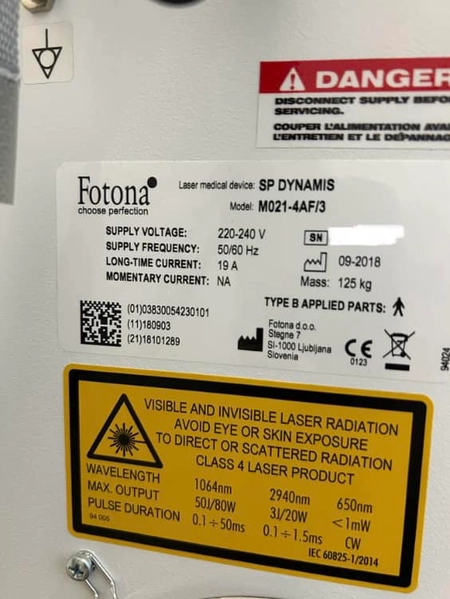 DANGER
DISCONNECT SUPPLY BEFO
SERVICING.
COUPER L'ALIMENTATION AVA
L'ENTRETIEN ET LE DÉPANNAG
Fotona
choose perfection
Laser medical device: SP DYNAMIS
Model: M021-4AF/3
SUPPLY VOLTAGE: 220-240 V
SUPPLY FREQUENCY: 50/60 Hz
LONG-TIME CURRENT: 19 A
MOMENTARY CURRENT: NA
SN
09-2018
Mass: 125 kg
TYPE B APPLIED PARTS:
(01)03830054230101
(11)180903
(21)18101289
Fotona d.o.o.
Stegne 7
SI-1000 Ljubljana
Slovenia
CE
0123
94024
VISIBLE AND INVISIBLE LASER RADIATION
AVOID EYE OR SKIN EXPOSURE
TO DIRECT OR SCATTERED RADIATION
CLASS 4 LASER PRODUCT
WAVELENGTH 1064nm 2940nm 650nm
MAX. OUTPUT 50J/80W 3J/20W <1mW
PULSE DURATION 0.1÷50ms 0.1÷1.5ms CW
94 005
IEC 60825-1/2014